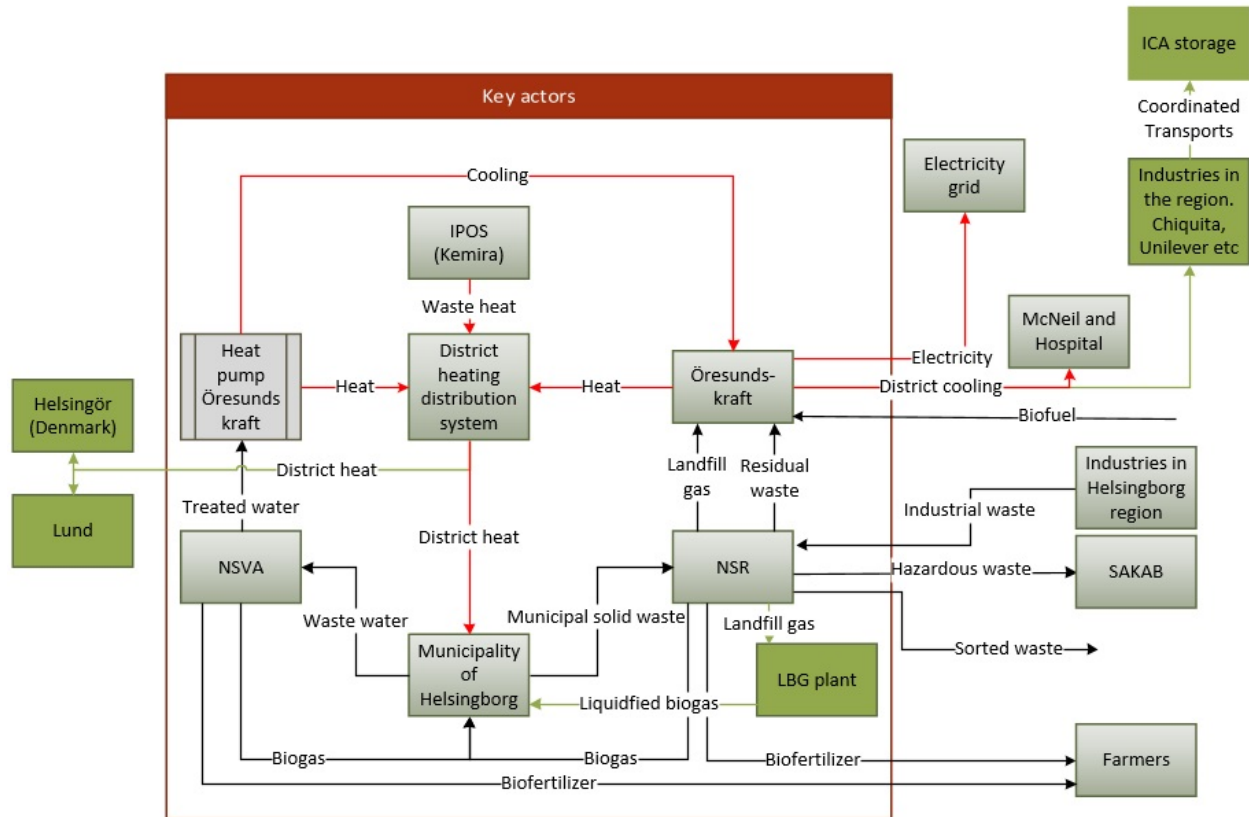 ICA storage
Key actors
Coordinated
Transports
Cooling
Electricity
grid
Industries in
the region.
Chiquita,
Unilever etc
IPOS
(Kemira)
Waste heat
Heat
pump
Öresunds
kraft
Heat
District
heating
distribution
system
Heat
Öresunds-
kraft
Electricity
McNeil and
Hospital
District cooling
Biofuel
Helsingör
(Denmark)
District heat
Lund
Treated water
Landfill
gas
Residual
waste
Industries in
Helsingborg
region
Industrial waste
District heat
NSVA
NSR
Hazardous waste
SAKAB
Waste water
Municipal solid waste
Landfill gas
Sorted waste
Municipality
of
Helsingborg
LBG plant
Liquidfied biogas
Biogas
Biogas
Biofertilizer
Farmers
Biofertilizer